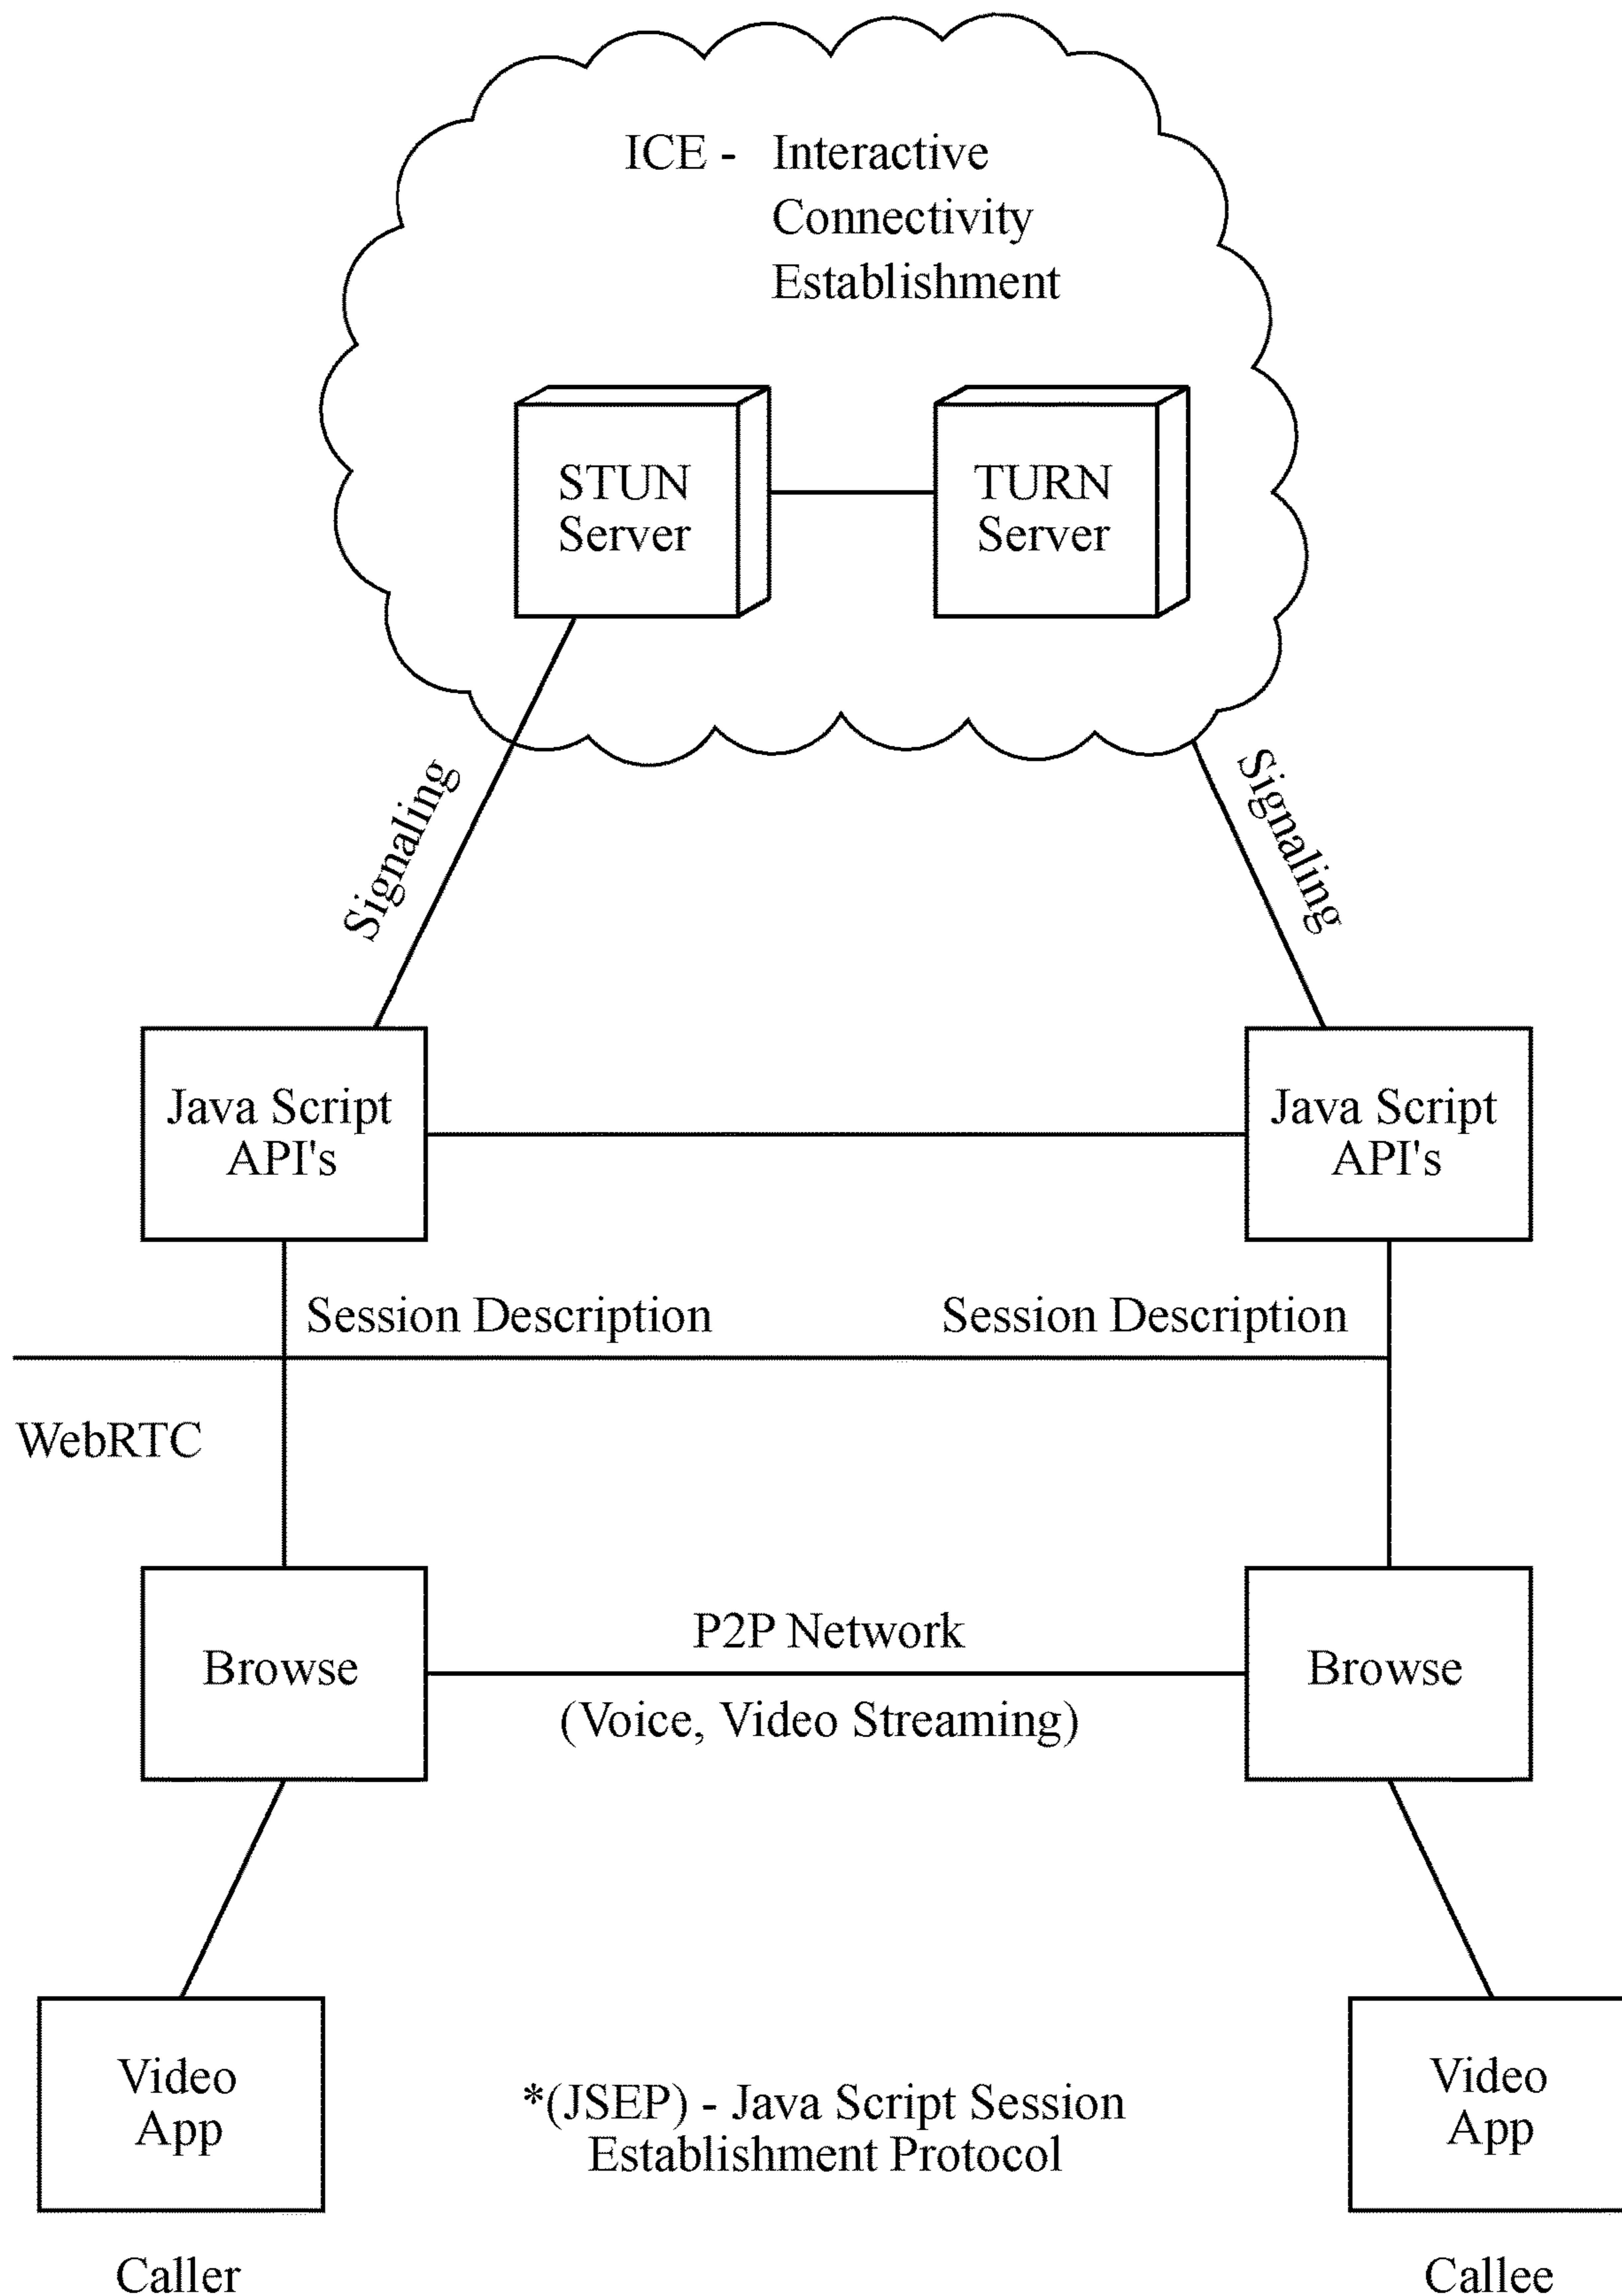 ICE - Interactive
Connectivity
Establishment
STUN
Server
TURN
Server
Signaling
Signaling
Java Script
API's
Java Script
API's
Session Description
Session Description
WebRTC
Browse
P2P Network
(Voice, Video Streaming)
Browse
Video
App
*(JSEP) - Java Script Session
Establishment Protocol
Video
App
Caller
Callee